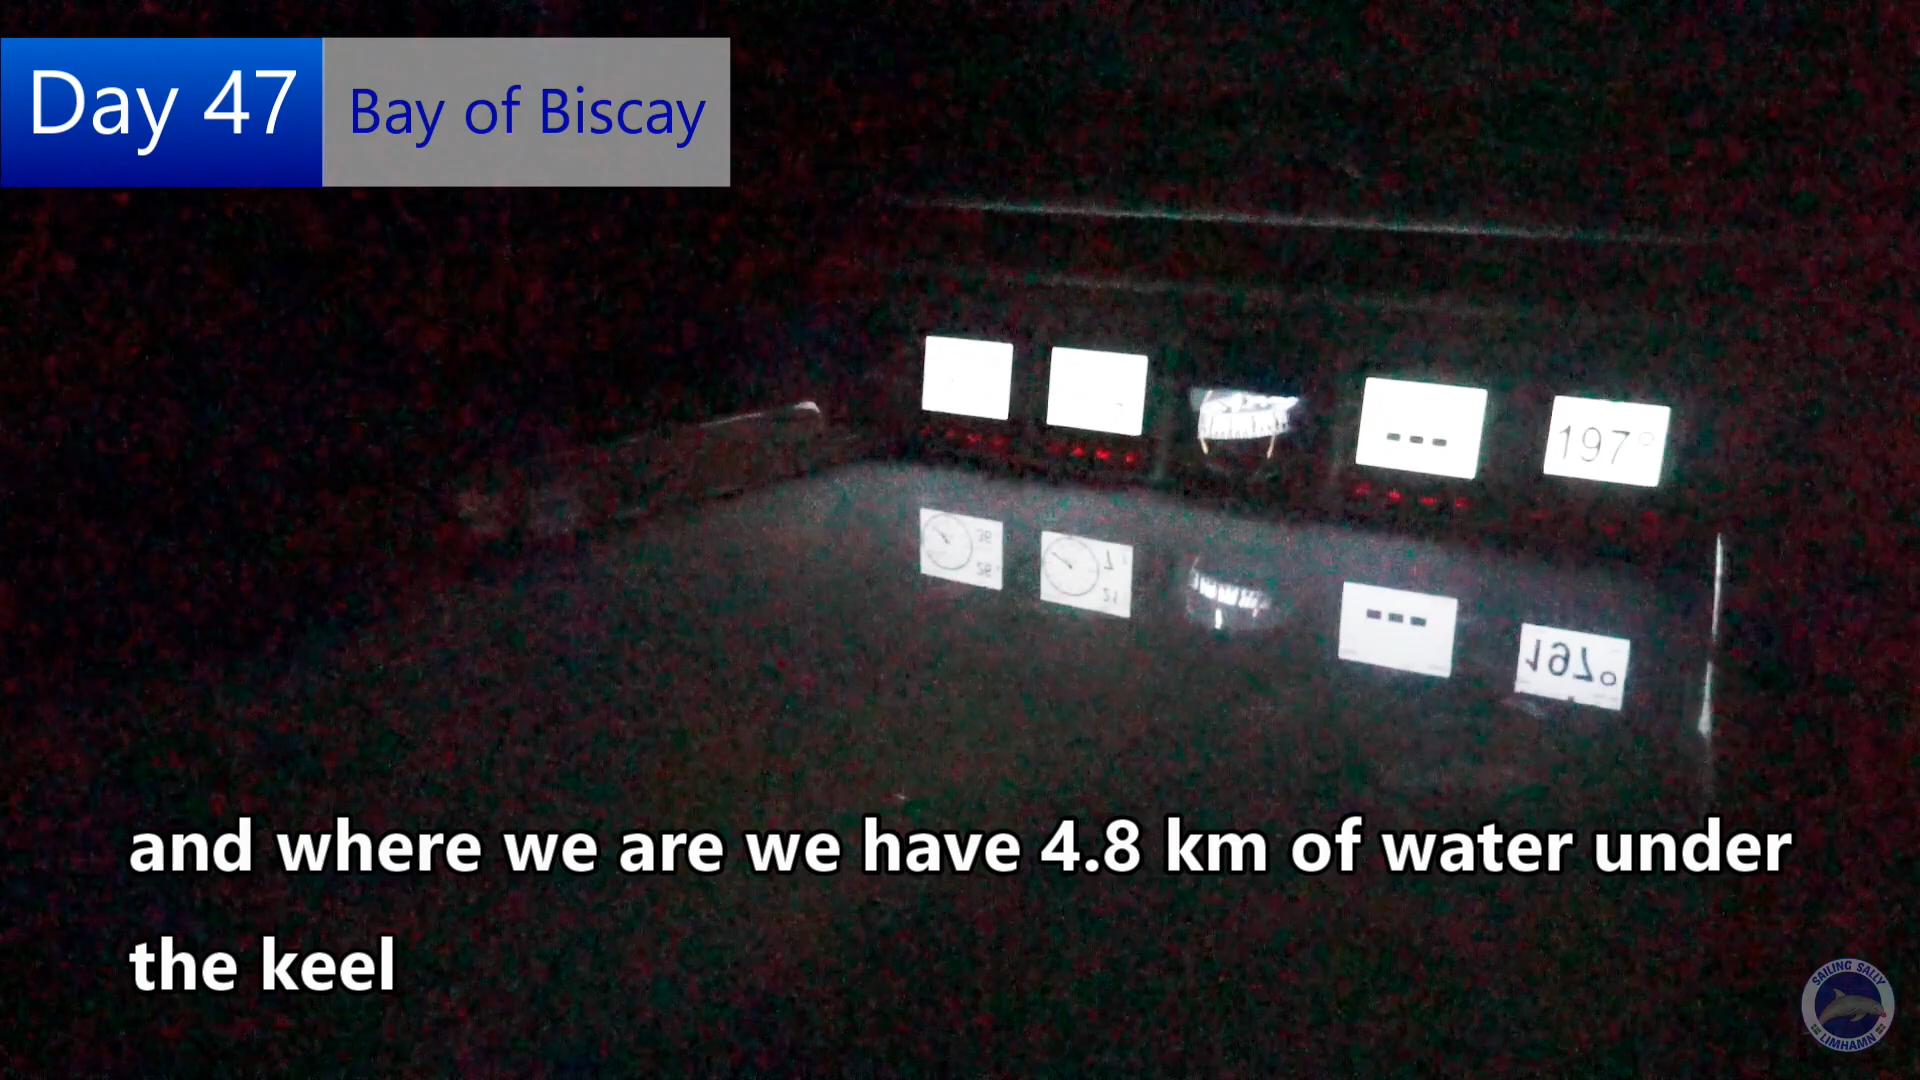 Day 47
Bay of Biscay
---
197°
---
197°
and where we are we have 4.8 km of water under
the keel
SAILING SALLY
LIMHAMN